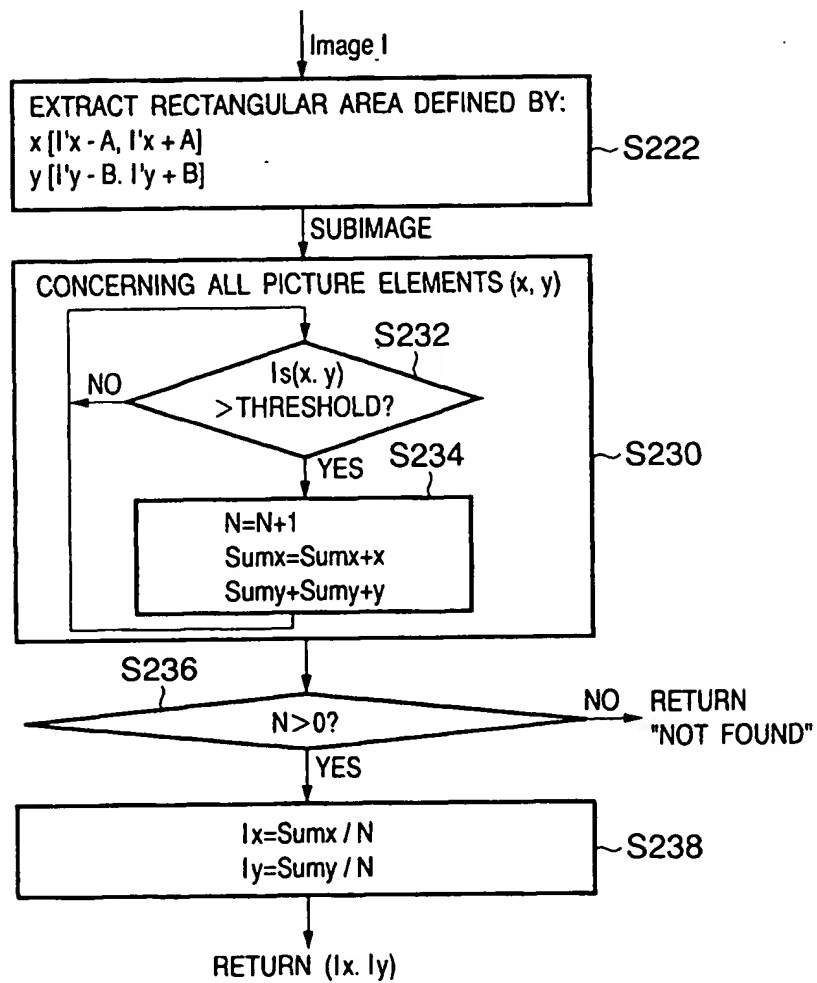 Image I
EXTRACT RECTANGULAR AREA DEFINED BY:
x [I'x - A, I'x + A]
y [I'y - B. I'y + B]
S222
SUBIMAGE
CONCERNING ALL PICTURE ELEMENTS (x, y)
S232
Is(x. y)
>THRESHOLD?
NO
YES
S234
S230
N=N+1
Sumx=Sumx+x
Sumy+Sumy+y
S236
N>0?
NO
RETURN
"NOT FOUND"
YES
Ix=Sumx / N
Iy=Sumy / N
S238
RETURN (Ix. Iy)